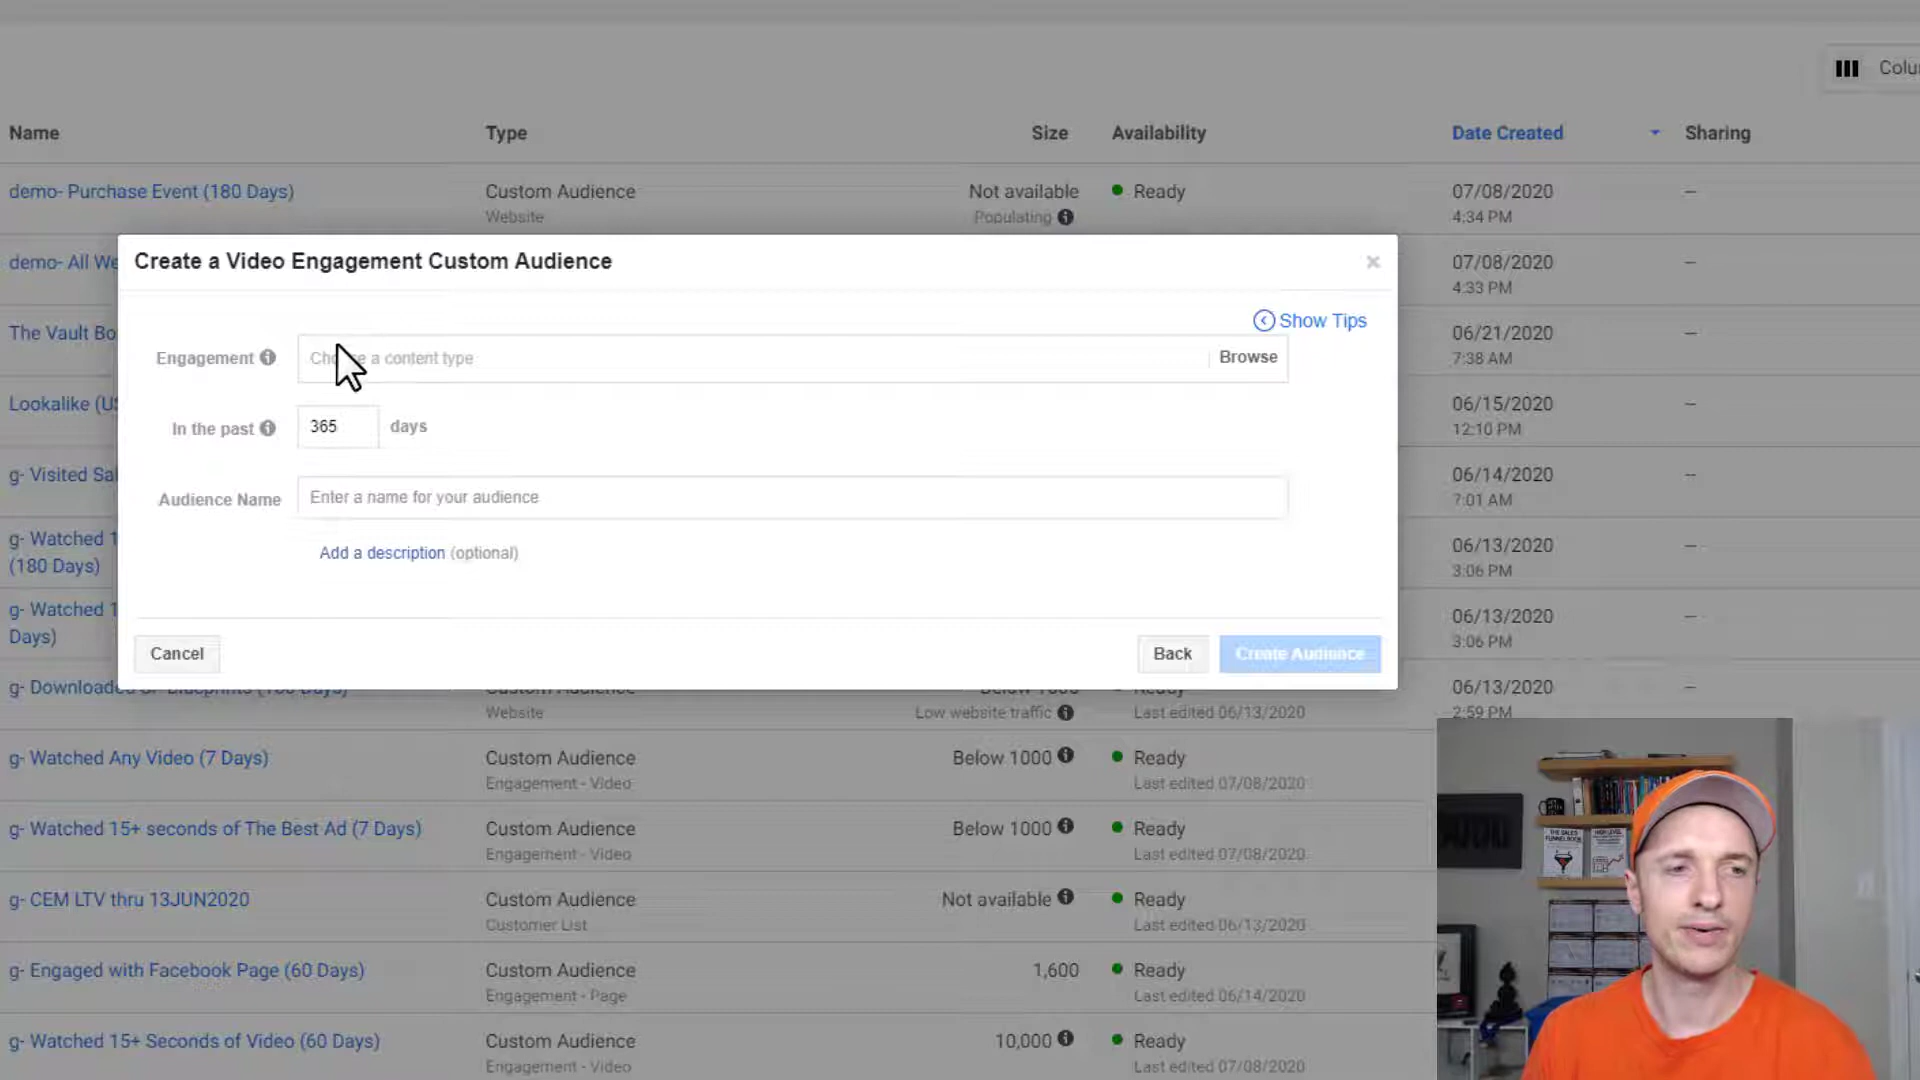 Colu
Name Type Size Availability Date Created Sharing
demo- Purchase Event (180 Days) Custom Audience Not available Ready 07/08/2020 –
Website Populating 4:34 PM
demo- All We 07/08/2020 –
4:33 PM
Create a Video Engagement Custom Audience ×
Show Tips
Engagement Choose a content type Browse
In the past 365 days
Audience Name Enter a name for your audience
Add a description (optional)
Cancel Back Create Audience
The Vault Bo 06/21/2020 –
7:38 AM
Lookalike (US 06/15/2020 –
12:10 PM
g- Visited Sal 06/14/2020 –
7:01 AM
g- Watched 1 06/13/2020 –
(180 Days) 3:06 PM
g- Watched 1 06/13/2020 –
Days) 3:06 PM
g- Downloaded Ready 06/13/2020 –
Website Low website traffic Last edited 06/13/2020 2:59 PM
g- Watched Any Video (7 Days) Custom Audience Below 1000 Ready
Engagement - Video Last edited 07/08/2020
g- Watched 15+ seconds of The Best Ad (7 Days) Custom Audience Below 1000 Ready
Engagement - Video Last edited 07/08/2020
g- CEM LTV thru 13JUN2020 Custom Audience Not available Ready
Customer List Last edited 06/13/2020
g- Engaged with Facebook Page (60 Days) Custom Audience 1,600 Ready
Engagement - Page Last edited 06/14/2020
g- Watched 15+ Seconds of Video (60 Days) Custom Audience 10,000 Ready
Engagement - Video Last edited 07/08/2020